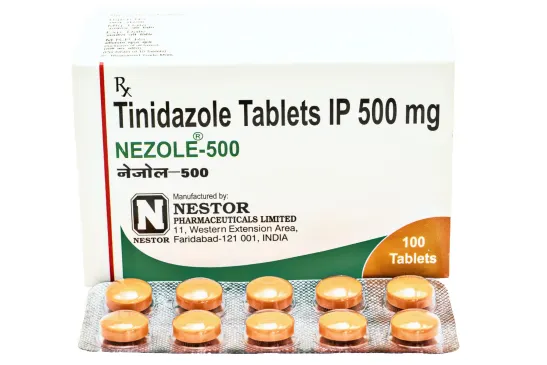 Rx
Tinidazole Tablets IP 500 mg
NEZOLE®-500
नेजोल-500
Manufactured by:
NESTOR
PHARMACEUTICALS LIMITED
11, Western Extension Area,
Faridabad-121 001, INDIA
N
NESTOR
100
Tablets